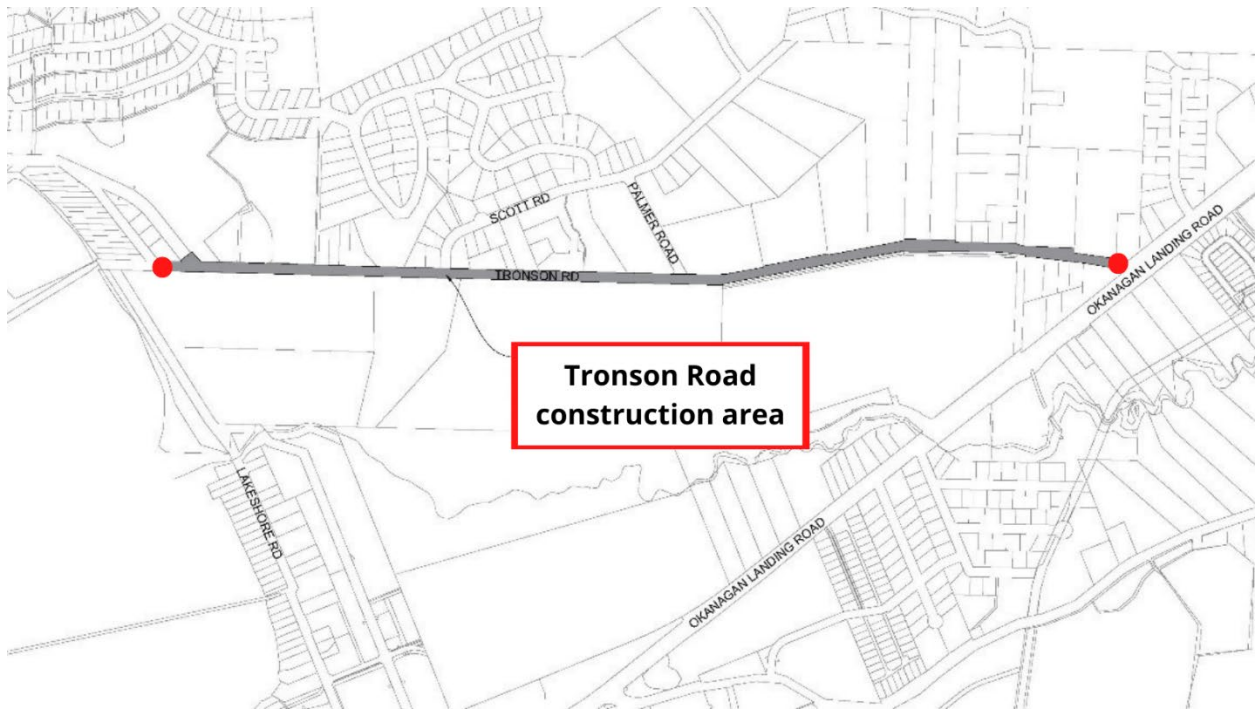 SCOTT RD
PALMER ROAD
TRONSON RD
OKANAGAN LANDING ROAD
Tronson Road
construction area
LAKESHORE RD
OKANAGAN LANDING ROAD